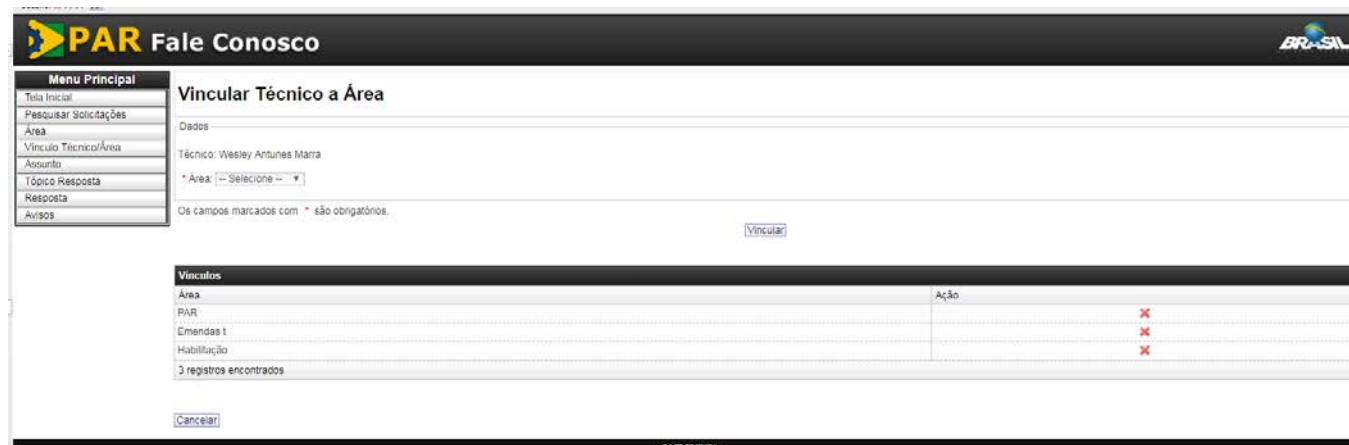 PAR Fale Conosco
BRASIL
Menu Principal
Tela Inicial
Pesquisar Solicitações
Área
Vinculo Técnico/Área
Assunto
Tópico Resposta
Resposta
Avisos
Vincular Técnico a Área
Dados
Técnico: Wesley Antunes Marra
* Área: -- Selecione --
Os campos marcados com * são obrigatórios.
Vincular
Vinculos
Área Ação
PAR
Emendas t
Habilitação
3 registros encontrados
Cancelar